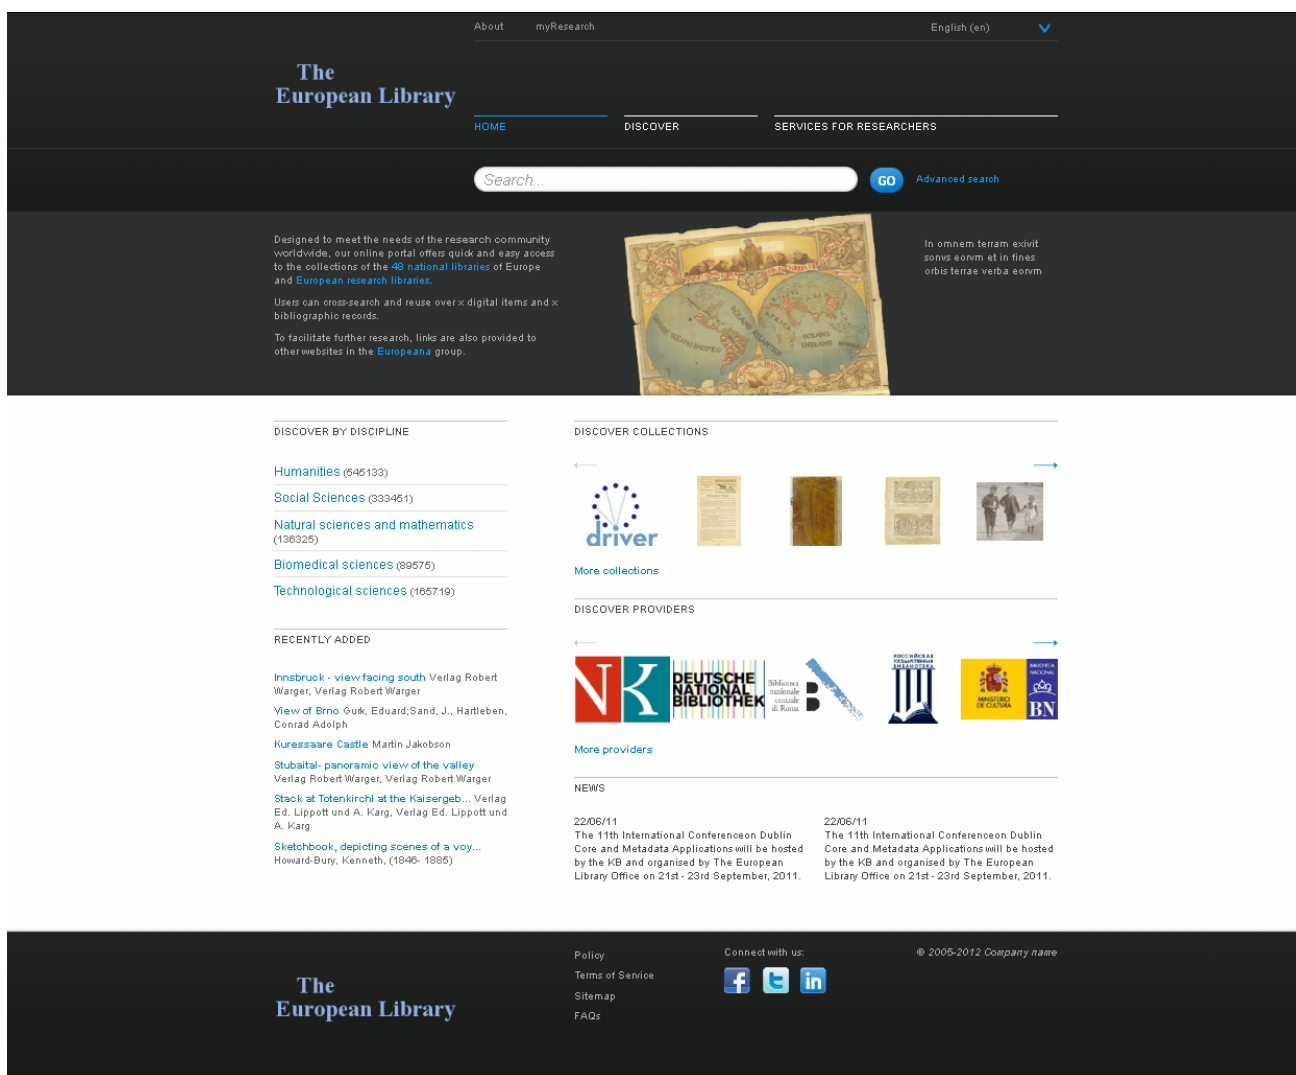 About myResearch English (en)
The
European Library
HOME DISCOVER SERVICES FOR RESEARCHERS
Search... GO Advanced search
Designed to meet the needs of the research community
worldwide, our online portal offers quick and easy access
to the collections of the 48 national libraries of Europe
and European research libraries.
Users can cross-search and reuse over x digital items and x
bibliographic records.
To facilitate further research, links are also provided to
other websites in the Europeana group.
In omnem terram exivit
sonvs eorvm et in fines
orbis terrae verba eorvm
DISCOVER BY DISCIPLINE
Humanities (545133)
Social Sciences (333451)
Natural sciences and mathematics
(136325)
Biomedical sciences (89575)
Technological sciences (165719)
RECENTLY ADDED
Innsbruck - view facing south Verlag Robert
Warger, Verlag Robert Warger
View of Brno Gurk, Eduard;Sand, J., Hartleben,
Conrad Adolph
Kuressaare Castle Martin Jakobson
Stubaital- panoramic view of the valley
Verlag Robert Warger, Verlag Robert Warger
Stack at Totenkirchl at the Kaisergeb... Verlag
Ed. Lippott und A. Karg, Verlag Ed. Lippott und
A. Karg
Sketchbook, depicting scenes of a voy...
Howard-Bury, Kenneth, (1846- 1885)
DISCOVER COLLECTIONS
driver
More collections
DISCOVER PROVIDERS
NK
DEUTSCHE
NATIONAL
BIBLIOTHEK
Biblioteca
nazionale
centrale
di Roma
B
РОССИЙСКАЯ
ГОСУДАРСТВЕННАЯ
БИБЛИОТЕКА
MINISTERIO
DE CULTURA
BIBLIOTECA
NACIONAL
BN
More providers
NEWS
22/06/11
The 11th International Conferenceon Dublin
Core and Metadata Applications will be hosted
by the KB and organised by The European
Library Office on 21st - 23rd September, 2011.
22/06/11
The 11th International Conferenceon Dublin
Core and Metadata Applications will be hosted
by the KB and organised by The European
Library Office on 21st - 23rd September, 2011.
The
European Library
Policy
Terms of Service
Sitemap
FAQs
Connect with us:
© 2005-2012 Company name